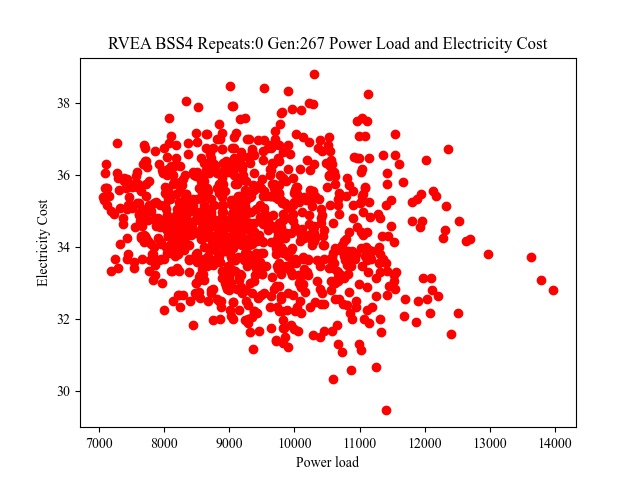 RVEA BSS4 Repeats:0 Gen:267 Power Load and Electricity Cost
38
36
34
32
30
Electricity Cost
7000 8000 9000 10000 11000 12000 13000 14000
Power load